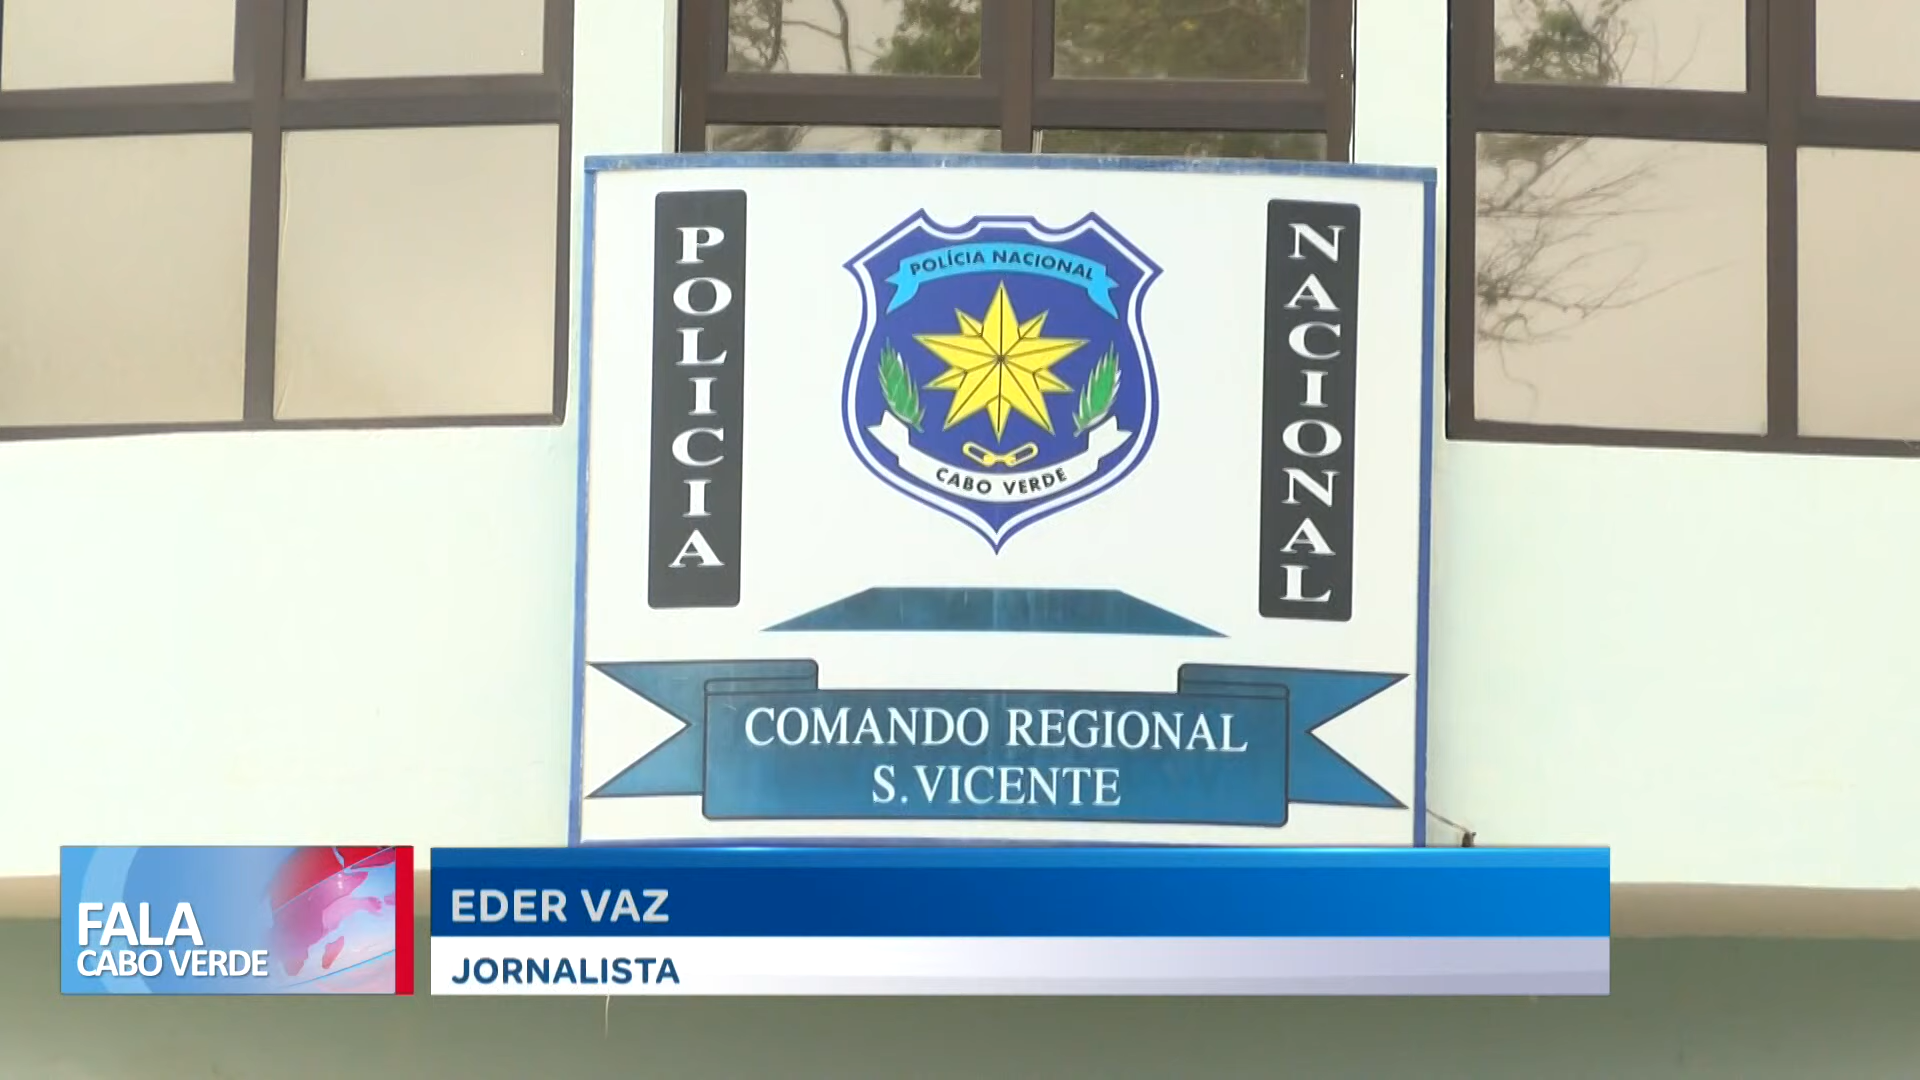 POLICIA
NACIONAL
POLÍCIA NACIONAL
CABO VERDE
COMANDO REGIONAL
S. VICENTE
FALA
CABO VERDE
EDER VAZ
JORNALISTA